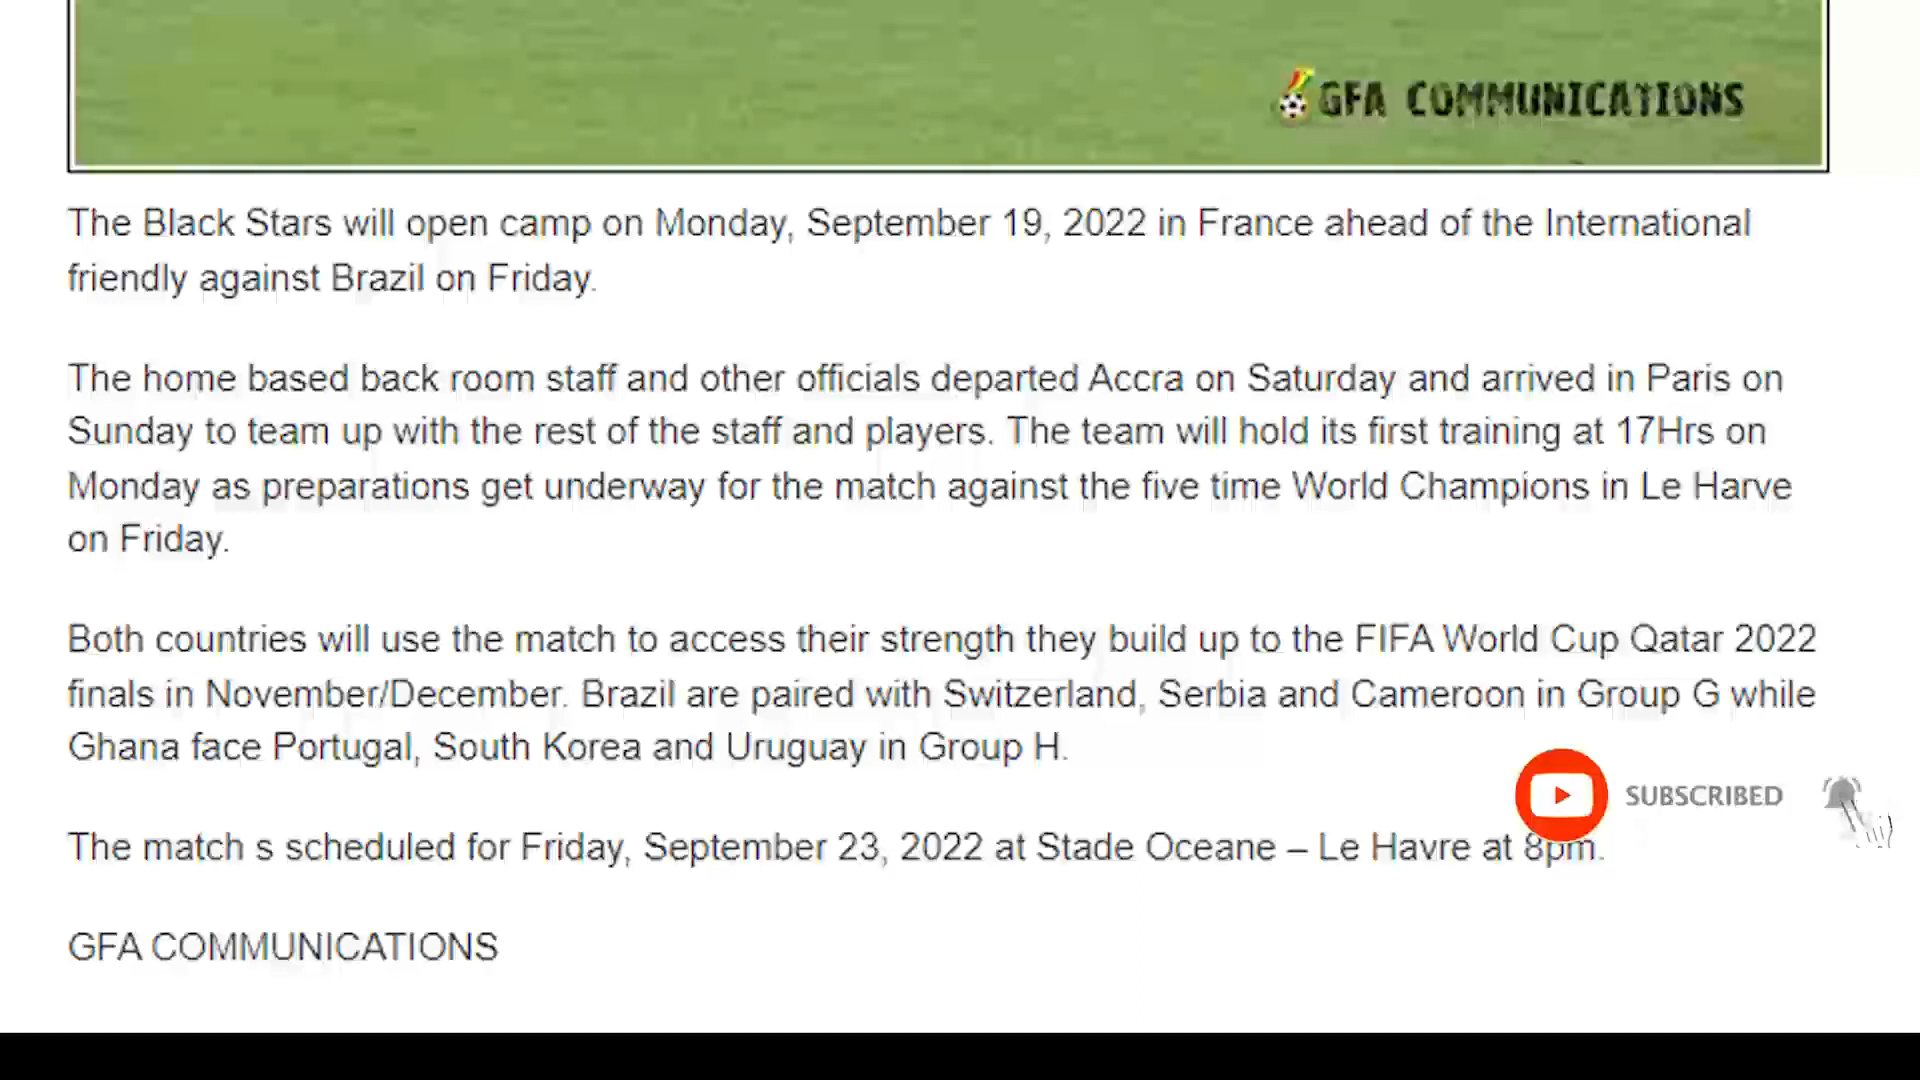 GFA COMMUNICATIONS
The Black Stars will open camp on Monday, September 19, 2022 in France ahead of the International
friendly against Brazil on Friday.
The home based back room staff and other officials departed Accra on Saturday and arrived in Paris on
Sunday to team up with the rest of the staff and players. The team will hold its first training at 17Hrs on
Monday as preparations get underway for the match against the five time World Champions in Le Harve
on Friday.
Both countries will use the match to access their strength they build up to the FIFA World Cup Qatar 2022
finals in November/December. Brazil are paired with Switzerland, Serbia and Cameroon in Group G while
Ghana face Portugal, South Korea and Uruguay in Group H.
SUBSCRIBED
The match s scheduled for Friday, September 23, 2022 at Stade Oceane – Le Havre at 8pm.
GFA COMMUNICATIONS